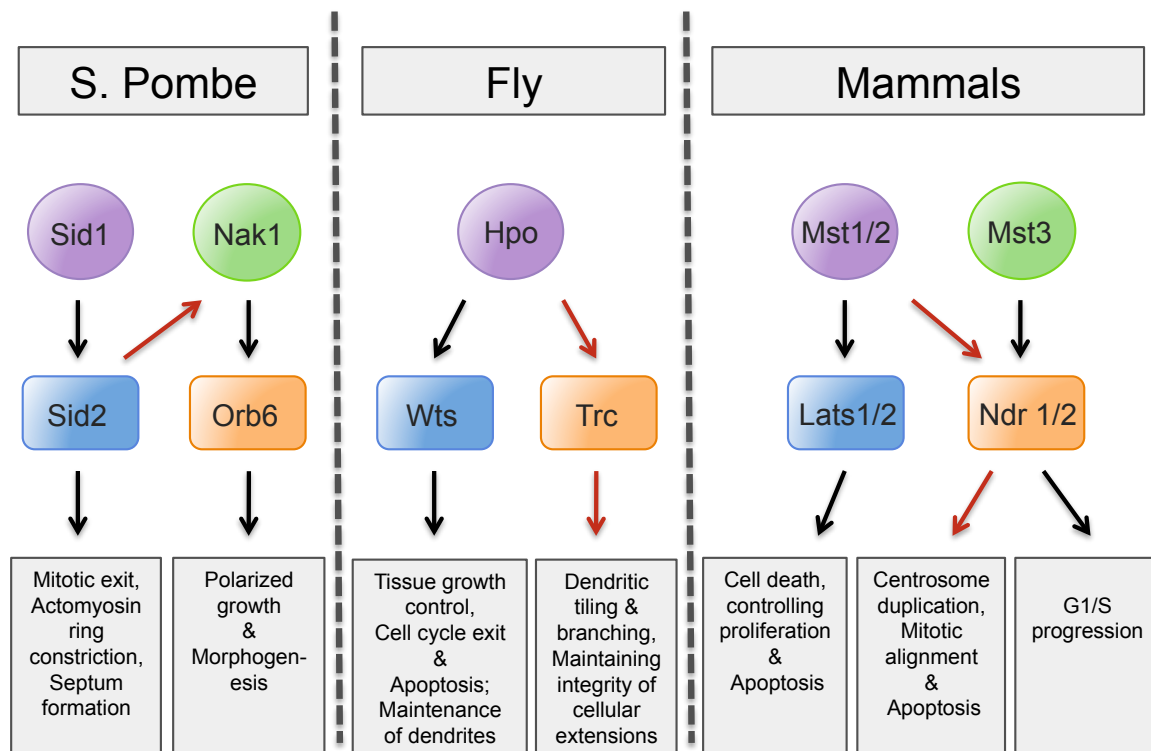 S. Pombe
Fly
Mammals
Sid1
Nak1
Hpo
Mst1/2
Mst3
Sid2
Orb6
Wts
Trc
Lats1/2
Ndr 1/2
Mitotic exit,
Actomyosin
ring
constriction,
Septum
formation
Polarized
growth
&
Morphogen-
esis
Tissue growth
control,
Cell cycle exit
&
Apoptosis;
Maintenance
of dendrites
Dendritic
tiling &
branching,
Maintaining
integrity of
cellular
extensions
Cell death,
controlling
proliferation
&
Apoptosis
Centrosome
duplication,
Mitotic
alignment
&
Apoptosis
G1/S
progression